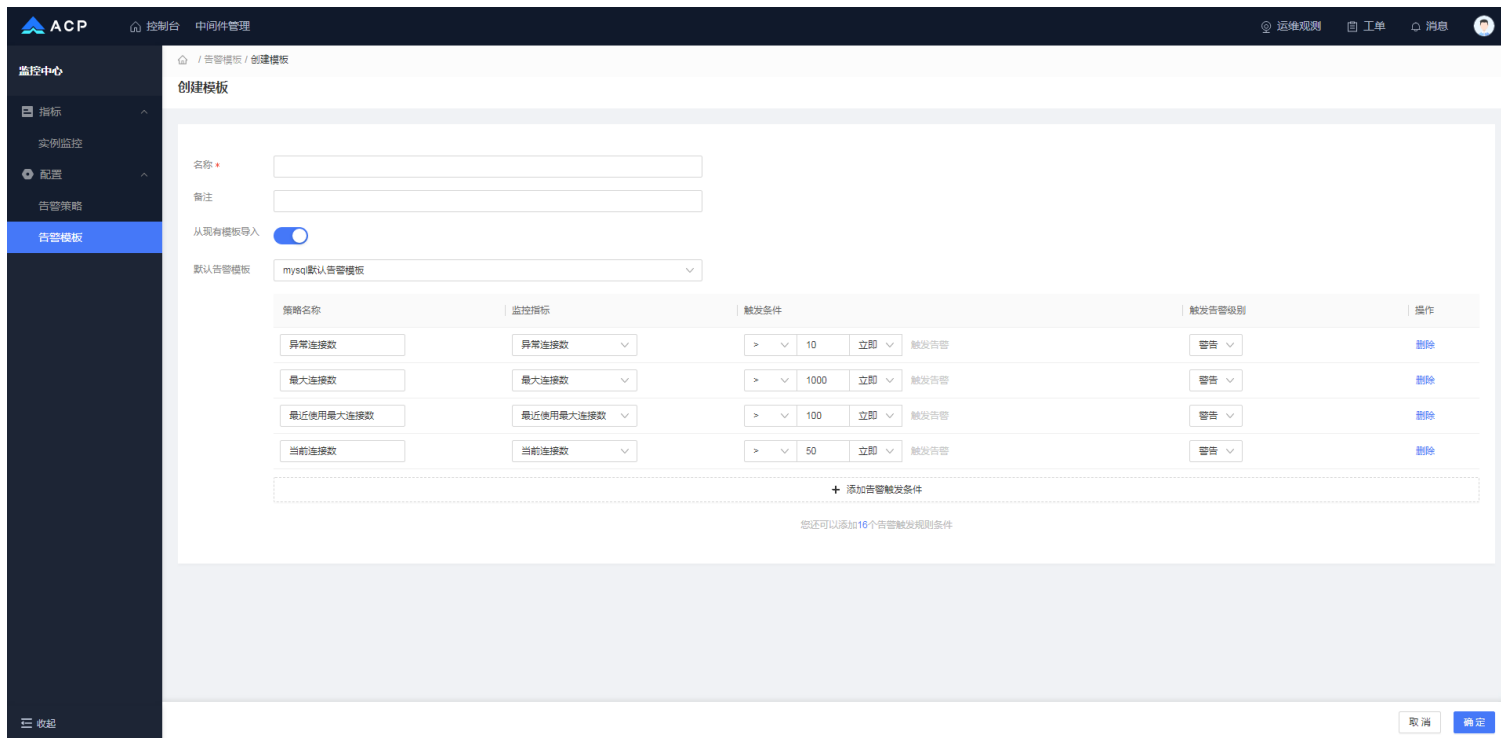 ACP 控制台 中间件管理 运维观测 工单 消息
监控中心
指标
实例监控
配置
告警策略
告警模板
收起
/ 告警模板 / 创建模板
创建模板
名称 *
备注
从现有模板导入
默认告警模板 mysql默认告警模板
策略名称 监控指标 触发条件 触发告警级别 操作
异常连接数 异常连接数 > 10 立即 触发告警 警告 删除
最大连接数 最大连接数 > 1000 立即 触发告警 警告 删除
最近使用最大连接数 最近使用最大连接数 > 100 立即 触发告警 警告 删除
当前连接数 当前连接数 > 50 立即 触发告警 警告 删除
+ 添加告警触发条件
您还可以添加16个告警触发规则条件
取消 确定